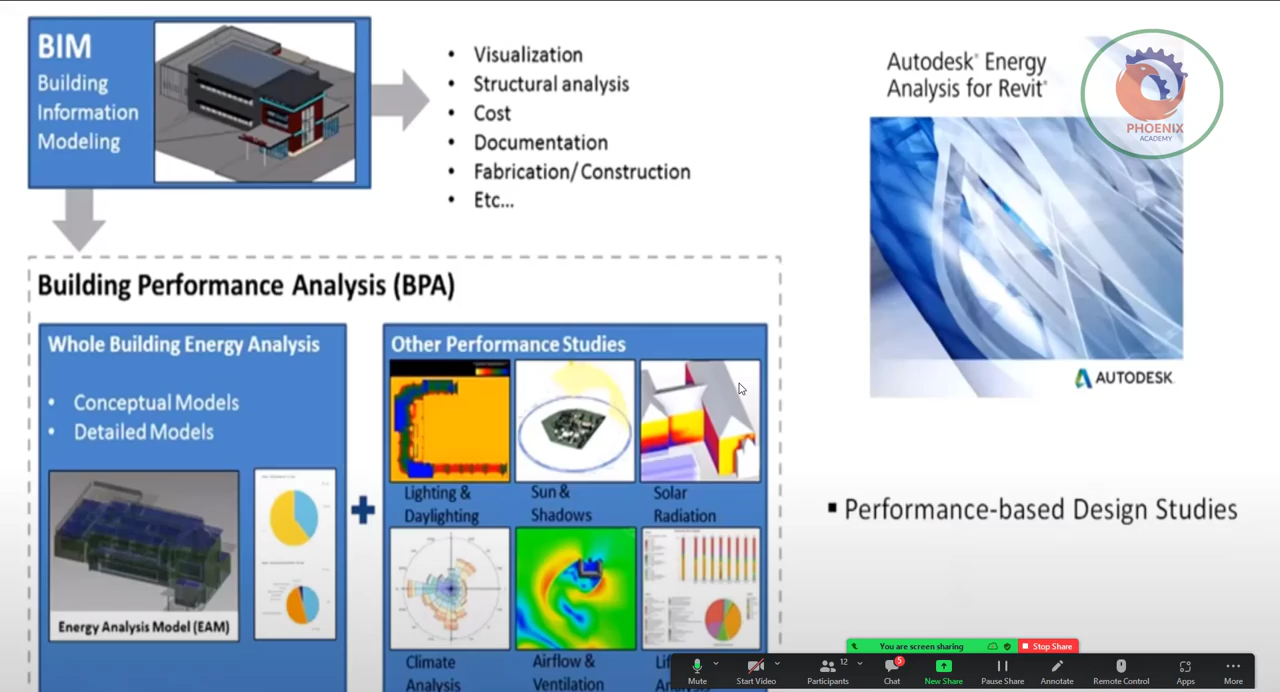 BIM
Building
Information
Modeling
• Visualization
• Structural analysis
• Cost
• Documentation
• Fabrication/Construction
• Etc...
Autodesk® Energy
Analysis for Revit®
PHOENIX
ACADEMY
AUTODESK.
Building Performance Analysis (BPA)
Whole Building Energy Analysis
• Conceptual Models
• Detailed Models
Energy Analysis Model (EAM)
Other Performance Studies
Lighting &
Daylighting
Sun &
Shadows
Solar
Radiation
Climate
Analysis
Airflow &
Ventilation
▪ Performance-based Design Studies
You are screen sharing
Stop Share
Mute
Start Video
12
Participants
5
Chat
New Share
Pause Share
Annotate
Remote Control
Apps
More